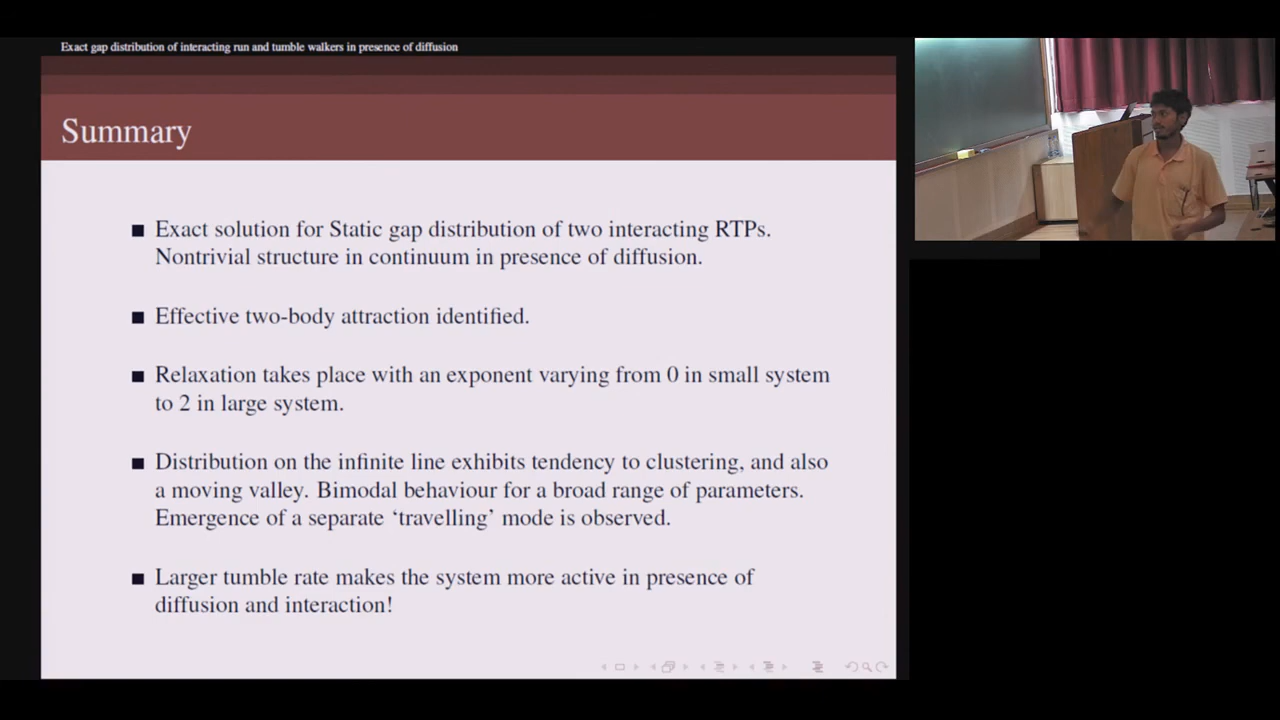 Exact gap distribution of interacting run and tumble walkers in presence of diffusion
Summary
Exact solution for Static gap distribution of two interacting RTPs.
Nontrivial structure in continuum in presence of diffusion.
Effective two-body attraction identified.
Relaxation takes place with an exponent varying from 0 in small system
to 2 in large system.
Distribution on the infinite line exhibits tendency to clustering, and also
a moving valley. Bimodal behaviour for a broad range of parameters.
Emergence of a separate ‘travelling’ mode is observed.
Larger tumble rate makes the system more active in presence of
diffusion and interaction!